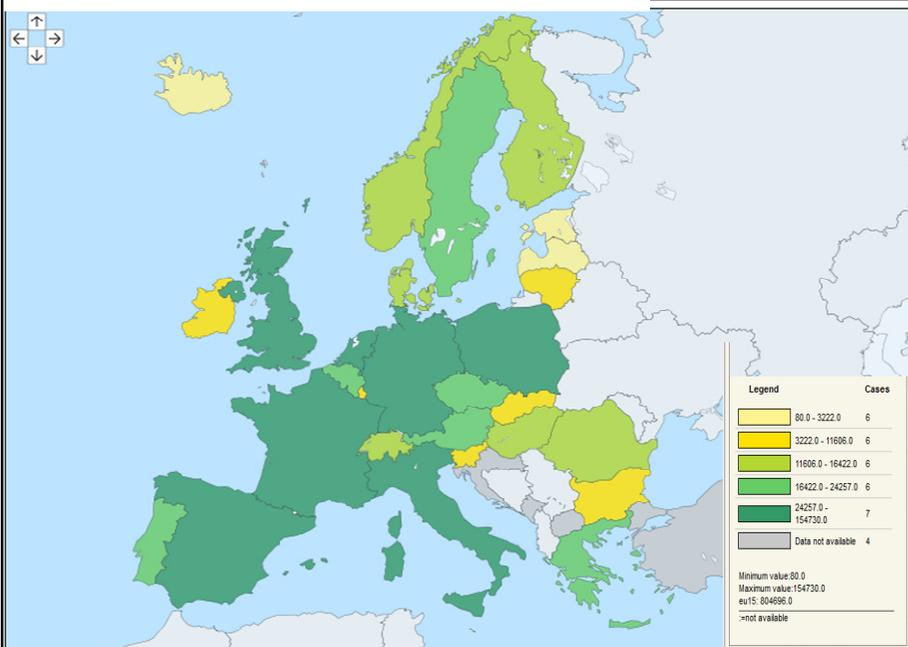 Legend Cases
80.0 - 3222.0 6
3222.0 - 11606.0 6
11606.0 - 16422.0 6
16422.0 - 24257.0 6
24257.0 -
154730.0 7
Data not available 4
Minimum value:80.0
Maximum value:154730.0
eu15: 804696.0
:=not available